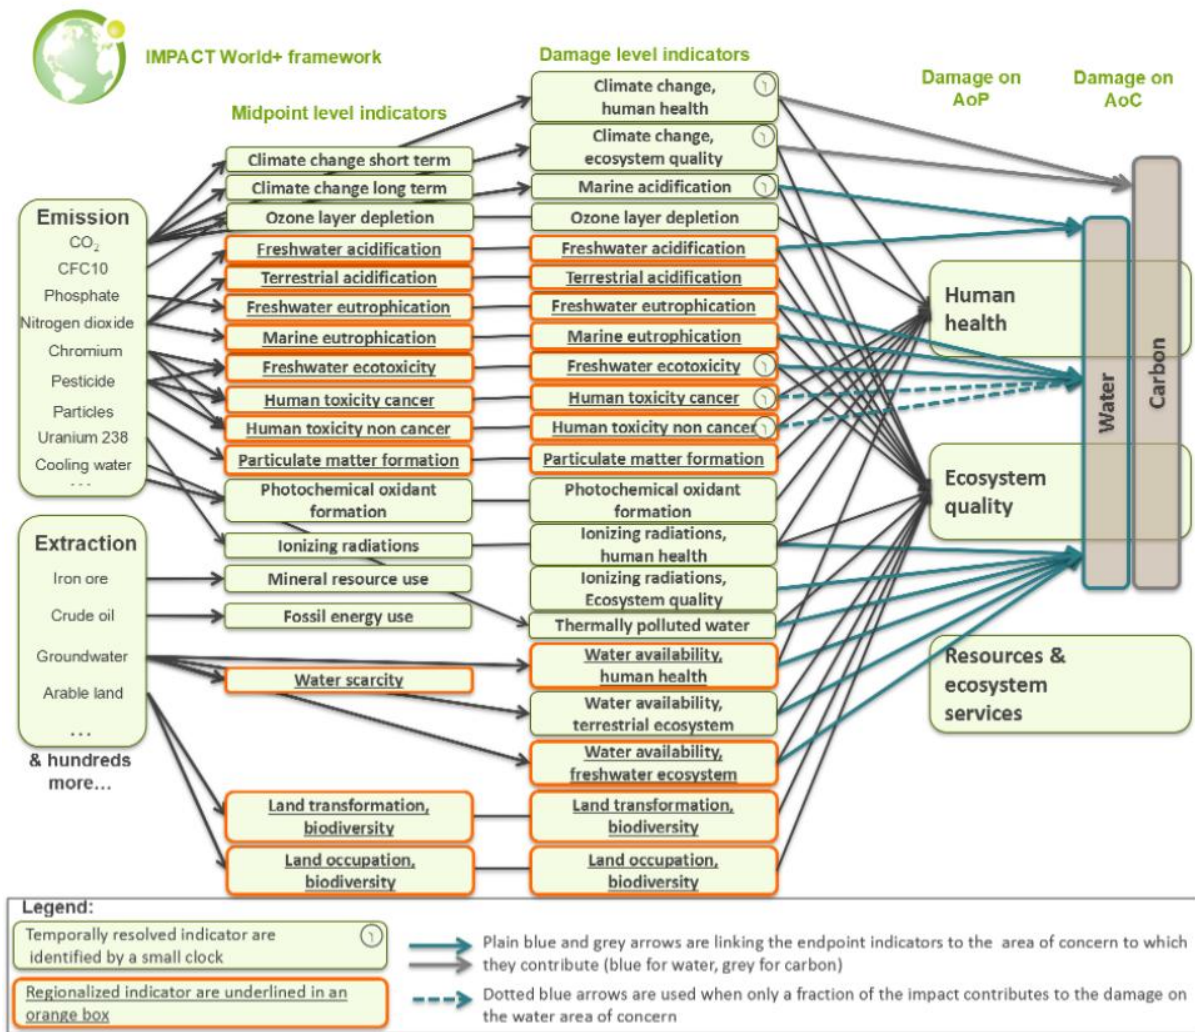 IMPACT World+ framework
Midpoint level indicators
Damage level indicators
Damage on
AoP
Damage on
AoC
Emission
CO₂
CFC10
Phosphate
Nitrogen dioxide
Chromium
Pesticide
Particles
Uranium 238
Cooling water
...
Extraction
Iron ore
Crude oil
Groundwater
Arable land
...
& hundreds
more...
Climate change short term
Climate change long term
Ozone layer depletion
Freshwater acidification
Terrestrial acidification
Freshwater eutrophication
Marine eutrophication
Freshwater ecotoxicity
Human toxicity cancer
Human toxicity non cancer
Particulate matter formation
Photochemical oxidant
formation
Ionizing radiations
Mineral resource use
Fossil energy use
Water scarcity
Land transformation,
biodiversity
Land occupation,
biodiversity
Climate change,
human health
Climate change,
ecosystem quality
Marine acidification
Ozone layer depletion
Freshwater acidification
Terrestrial acidification
Freshwater eutrophication
Marine eutrophication
Freshwater ecotoxicity
Human toxicity cancer
Human toxicity non cancer
Particulate matter formation
Photochemical oxidant
formation
Ionizing radiations,
human health
Ionizing radiations,
Ecosystem quality
Thermally polluted water
Water availability,
human health
Water availability,
terrestrial ecosystem
Water availability,
freshwater ecosystem
Land transformation,
biodiversity
Land occupation,
biodiversity
Human
health
Ecosystem
quality
Resources &
ecosystem
services
Water
Carbon
Legend:
Temporally resolved indicator are
identified by a small clock
Regionalized indicator are underlined in an
orange box
Plain blue and grey arrows are linking the endpoint indicators to the area of concern to which
they contribute (blue for water, grey for carbon)
Dotted blue arrows are used when only a fraction of the impact contributes to the damage on
the water area of concern